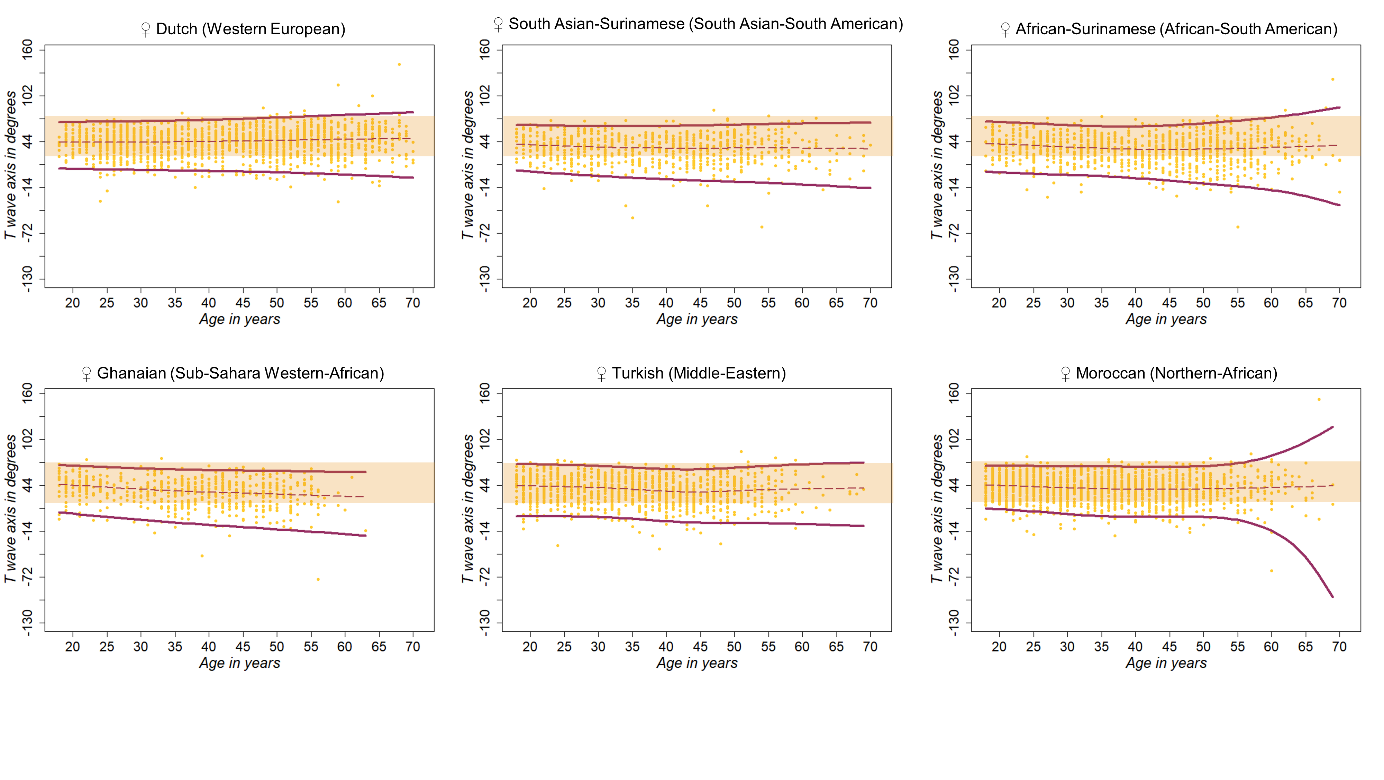 ♀ Dutch (Western European)
♀ South Asian-Surinamese (South Asian-South American)
♀ African-Surinamese (African-South American)
T wave axis in degrees
160
102
44
-14
-72
-130
20 25 30 35 40 45 50 55 60 65 70
Age in years
T wave axis in degrees
160
102
44
-14
-72
-130
20 25 30 35 40 45 50 55 60 65 70
Age in years
T wave axis in degrees
160
102
44
-14
-72
-130
20 25 30 35 40 45 50 55 60 65 70
Age in years
♀ Ghanaian (Sub-Sahara Western-African)
♀ Turkish (Middle-Eastern)
♀ Moroccan (Northern-African)
T wave axis in degrees
160
102
44
-14
-72
-130
20 25 30 35 40 45 50 55 60 65 70
Age in years
T wave axis in degrees
160
102
44
-14
-72
-130
20 25 30 35 40 45 50 55 60 65 70
Age in years
T wave axis in degrees
160
102
44
-14
-72
-130
20 25 30 35 40 45 50 55 60 65 70
Age in years